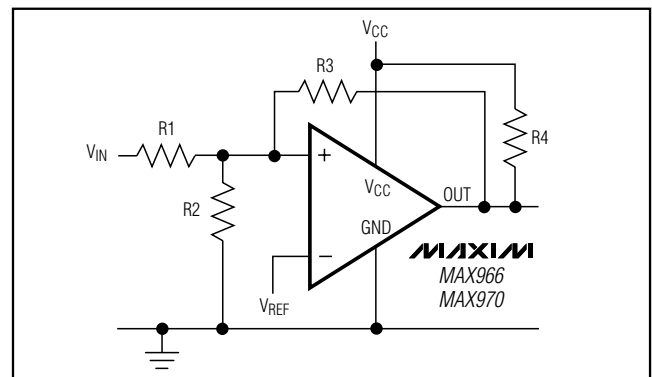 VCC
R3
R1
VIN
R4
+
VCC
OUT
R2
GND
−
VREF
MAXIM
MAX966
MAX970